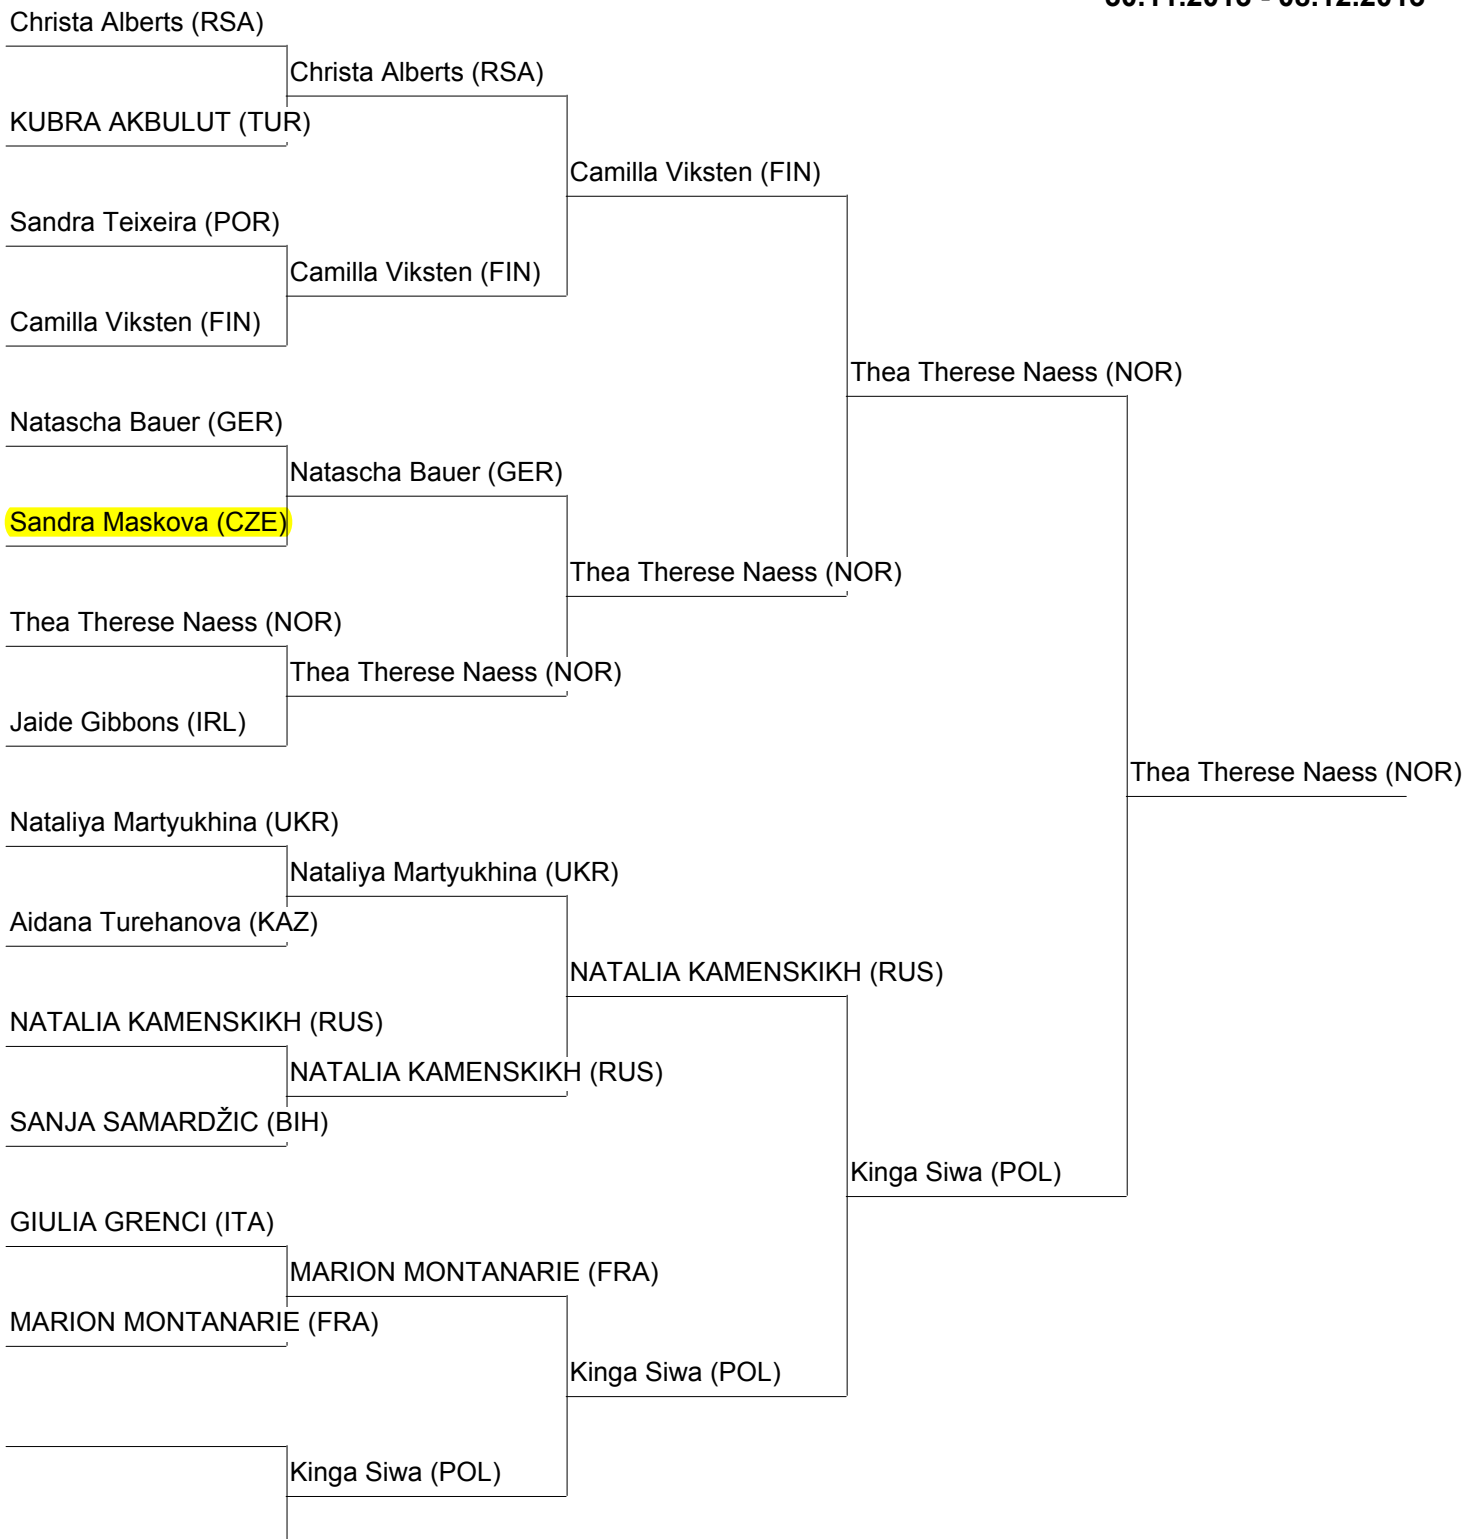 Christa Alberts (RSA)
Christa Alberts (RSA)
KUBRA AKBULUT (TUR)
Camilla Viksten (FIN)
Sandra Teixeira (POR)
Camilla Viksten (FIN)
Camilla Viksten (FIN)
Thea Therese Naess (NOR)
Natascha Bauer (GER)
Natascha Bauer (GER)
Sandra Maskova (CZE)
Thea Therese Naess (NOR)
Thea Therese Naess (NOR)
Thea Therese Naess (NOR)
Jaide Gibbons (IRL)
Thea Therese Naess (NOR)
Nataliya Martyukhina (UKR)
Nataliya Martyukhina (UKR)
Aidana Turehanova (KAZ)
NATALIA KAMENSKIKH (RUS)
NATALIA KAMENSKIKH (RUS)
NATALIA KAMENSKIKH (RUS)
SANJA SAMARDŽIC (BIH)
Kinga Siwa (POL)
GIULIA GRENCI (ITA)
MARION MONTANARIE (FRA)
MARION MONTANARIE (FRA)
Kinga Siwa (POL)
Kinga Siwa (POL)